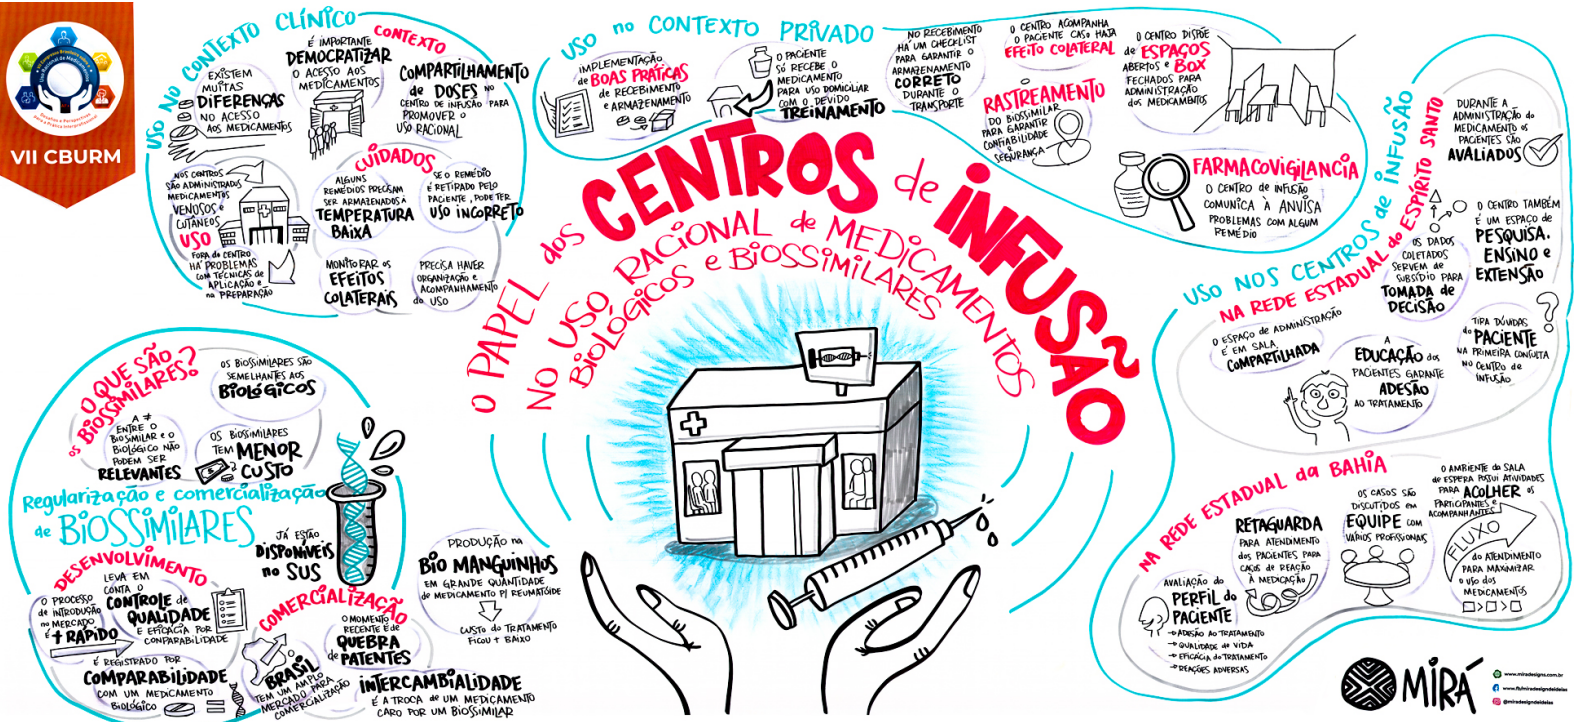 VII CBURM
USO NO CONTEXTO CLÍNICO
CONTEXTO
EXISTEM
MUITAS
DIFERENÇAS
NO ACESSO
AOS MEDICAMENTOS
É IMPORTANTE
DEMOCRATIZAR
O ACESSO AOS
MEDICAMENTOS
COMPARTILHAMENTO
de DOSES NO
CENTRO DE INFUSÃO PARA
PROMOVER O
USO RACIONAL
NOS CENTROS
SÃO ADMINISTRADOS
MEDICAMENTOS
VENOSOS e
CUTÂNEOS
USO
FORA do CENTRO
HÁ PROBLEMAS
COM TÉCNICAS de
APLICAÇÃO e
na PREPARAÇÃO
CUIDADOS
ALGUNS
REMÉDIOS PRECISAM
SER ARMAZENADOS à
TEMPERATURA
BAIXA
SE O REMÉDIO
É RETIRADO PELO
PACIENTE, PODE TER
USO iNCORRETO
MONITORAR OS
EFEITOS
COLATERAIS
PRECISA HAVER
ORGANIZAÇÃO e
ACOMPANHAMENTO
do USO
USO no CONTEXTO PRIVADO
IMPLEMENTAÇÃO
de BOAS PRÁTICAS
de RECEBIMENTO
e ARMAZENAMENTO
O PACIENTE
SÓ RECEBE O
MEDICAMENTO
PARA USO DOMICILIAR
COM O DEVIDO
TREINAMENTO
NO RECEBIMENTO
HÁ UM CHECKLIST
PARA GARANTIR O
ARMAZENAMENTO
CORRETO
DURANTE O
TRANSPORTE
O CENTRO ACOMPANHA
O PACIENTE CASO HAJA
EFEITO COLATERAL
RASTREAMENTO
DO BIOSSIMILAR
PARA GARANTIR
CONFIABILIDADE
e
SEGURANÇA
O CENTRO DISPÕE
de ESPAÇOS
ABERTOS e BOX
FECHADOS PARA
ADMINISTRAÇÃO
dos MEDICAMENTOS
FARMACOVIGILANCIA
O CENTRO de INFUSÃO
COMUNICA À ANVISA
PROBLEMAS COM ALGUM
REMÉDIO
O PAPEL dos CENTROS de iNFUSÃO
NO USO RACIONAL de MEDICAMENTOS
BIOLÓGICOS e BIOSSIMILARES
USO NOS CENTROS de INFUSÃO
NA REDE ESTADUAL do ESPÍRITO SANTO
DURANTE A
ADMINISTRAÇÃO do
MEDICAMENTO os
PACIENTES SÃO
AVALIADOS
O CENTRO TAMBÉM
É UM ESPAÇO de
PESQUISA,
ENSINO e
EXTENSÃO
OS DADOS
COLETADOS
SERVEM de
SUBSÍDIO PARA
TOMADA de
DECISÃO
O ESPAÇO de ADMINISTRAÇÃO
É EM SALA
COMPARTILHADA
A
EDUCAÇÃO dos
PACIENTES GARANTE
ADESÃO
AO TRATAMENTO
TIRA DÚVIDAS
do PACIENTE
NA PRIMEIRA CONSULTA
NO CENTRO de
INFUSÃO
?
NA REDE ESTADUAL da BAHIA
AVALIAÇÃO do
PERFIL do
PACIENTE
→ ADESÃO AO TRATAMENTO
→ QUALIDADE de VIDA
→ EFICÁCIA do TRATAMENTO
→ REAÇÕES ADVERSAS
RETAGUARDA
PARA ATENDIMENTO
dos PACIENTES PARA
CASOS de REAÇÃO
À MEDICAÇÃO
OS CASOS SÃO
DISCUTIDOS em
EQUIPE COM
VÁRIOS PROFISSIONAIS
O AMBIENTE da SALA
de ESPERA POSSUI ATIVIDADES
PARA ACOLHER os
PARTICIPANTES e
ACOMPANHANTES
FLUXO
do ATENDIMENTO
PARA MAXIMIZAR
O USO DOS
MEDICAMENTOS
OS O QUE SÃO
BIOSSIMILARES?
OS BIOSSIMILARES SÃO
SEMELHANTES AOS
BIOLÓGICOS
A ≠
ENTRE O
BIOSIMILAR e O
BIOLÓGICO NÃO
PODEM SER
RELEVANTES
OS BIOSSIMILARES
TEM MENOR
CUSTO
Regularização e comercialização
de BIOSSIMILARES
JÁ ESTÃO
DISPONÍVEIS
no SUS
DESENVOLVIMENTO
O PROCESSO
de INTRODUÇÃO
no MERCADO
É + RÁPIDO
LEVA EM
CONTA O
CONTROLE de
QUALIDADE
E EFICÁCIA POR
COMPARABILIDADE
É REGISTRADO POR
COMPARABILIDADE
COM UM MEDICAMENTO
BIOLÓGICO
COMERCIALIZAÇÃO
O MOMENTO
RECENTE É de
QUEBRA
de PATENTES
BRASIL
TEM UM AMPLO
MERCADO PARA
COMERCIALIZAÇÃO
iNTERCAMBIALIDADE
É A TROCA de UM MEDICAMENTO
CARO POR UM BIOSSIMILAR
PRODUÇÃO na
BIO MANGUINHOS
EM GRANDE QUANTIDADE
de MEDICAMENTO P/ REUMATÓIDE
CUSTO do TRATAMENTO
FICOU + BAIXO
MIRÁ
www.miradesigns.com.br